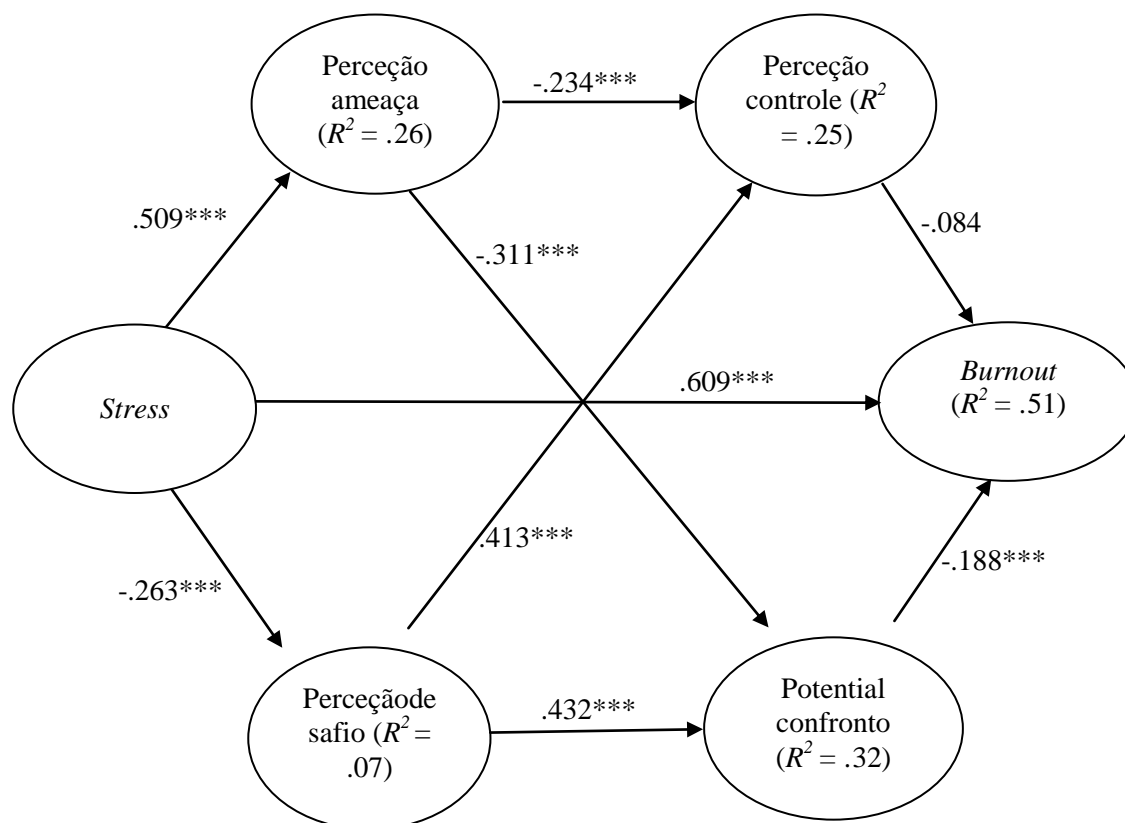 Perceção
ameaça
(R² = .26)
-.234***
Perceção
controle (R²
= .25)
.509***
-.311***
-.084
Stress
.609***
Burnout
(R² = .51)
-.263***
.413***
-.188***
Perceçãode
safio (R² =
.07)
.432***
Potential
confronto
(R² = .32)